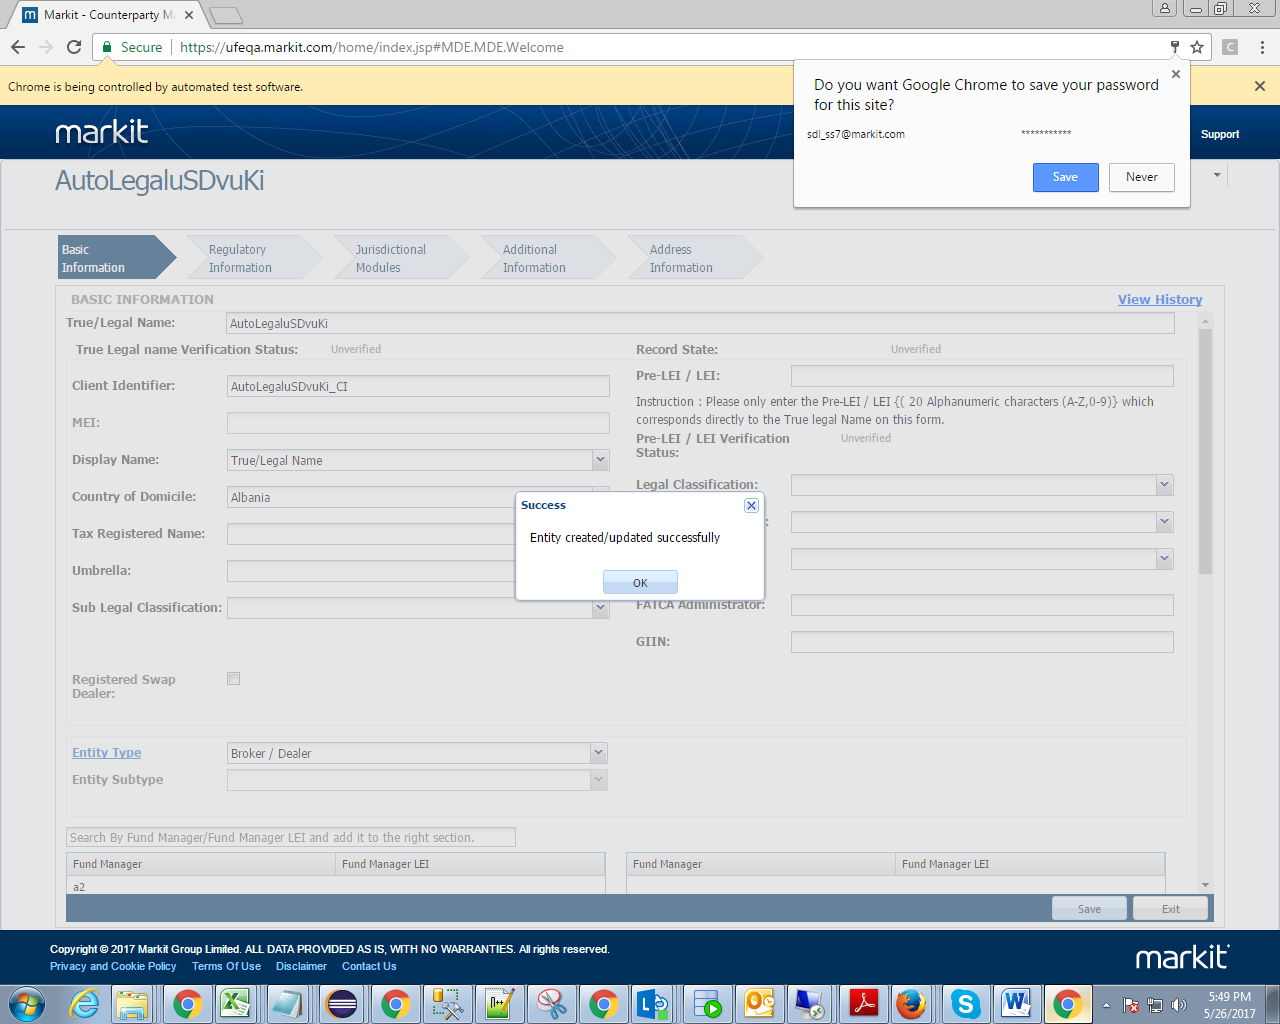 Markit - Counterparty M
Secure
https://ufeqa.markit.com/home/index.jsp#MDE.MDE.Welcome
C
Chrome is being controlled by automated test software.
Do you want Google Chrome to save your password
for this site?
sdl_ss7@markit.com ***********
Save Never
markit
Support
AutoLegaluSDvuKi
Basic
Information
Regulatory
Information
Jurisdictional
Modules
Additional
Information
Address
Information
BASIC INFORMATION
View History
True/Legal Name: AutoLegaluSDvuKi
True Legal name Verification Status: Unverified
Record State: Unverified
Client Identifier: AutoLegaluSDvuKi_CI
Pre-LEI / LEI:
Instruction : Please only enter the Pre-LEI / LEI {( 20 Alphanumeric characters (A-Z,0-9)} which
corresponds directly to the True legal Name on this form.
MEI:
Pre-LEI / LEI Verification
Status:
Unverified
Display Name: True/Legal Name
Legal Classification:
Country of Domicile: Albania
Success
Entity created/updated successfully
OK
Tax Registered Name:
:
Umbrella:
Sub Legal Classification:
FATCA Administrator:
GIIN:
Registered Swap
Dealer:
Entity Type Broker / Dealer
Entity Subtype
Search By Fund Manager/Fund Manager LEI and add it to the right section.
Fund Manager Fund Manager LEI Fund Manager Fund Manager LEI
a2
Save Exit
Copyright © 2017 Markit Group Limited. ALL DATA PROVIDED AS IS, WITH NO WARRANTIES. All rights reserved.
Privacy and Cookie Policy Terms Of Use Disclaimer Contact Us
markit
5:49 PM
5/26/2017